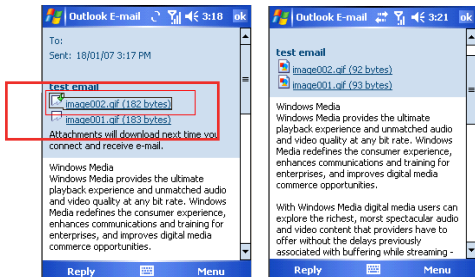 Outlook E-mail 3:18 ok
To:
Sent: 18/01/07 3:17 PM
test email
image002.gif (182 bytes)
image001.gif (183 bytes)
Attachments will download next time you
connect and receive e-mail.
Windows Media
Windows Media provides the ultimate
playback experience and unmatched audio
and video quality at any bit rate. Windows
Media redefines the consumer experience,
enhances communications and training for
enterprises, and improves digital media
commerce opportunities.
Reply Menu
Outlook E-mail 3:21 ok
test email
image002.gif (92 bytes)
image001.gif (93 bytes)
Windows Media
Windows Media provides the ultimate
playback experience and unmatched audio
and video quality at any bit rate. Windows
Media redefines the consumer experience,
enhances communications and training for
enterprises, and improves digital media
commerce opportunities.
With Windows Media digital media users can
explore the richest, morst spectacular audio
and video content that providers have to
offer without the delays previously
associated with buffering while streaming -
Reply Menu